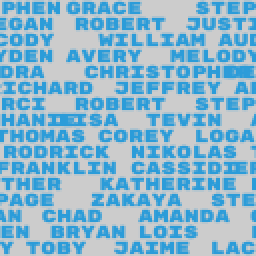 PHEN GRACE STEP
EGAN ROBERT JUSTI
CODY WILLIAM AUD
YDEN AVERY MELODY
DRA
RICHARD JEFFREY A
RCI ROBERT STEP
TEVIN A
THOMAS COREY LOGA
RODRICK NIKOLAS T
FRANKLIN
THER KATHERINE
PAGE ZAKAYA STE
AN CHAD AMANDA
EN BRYAN LOIS
Y TOBY JAIME LAC